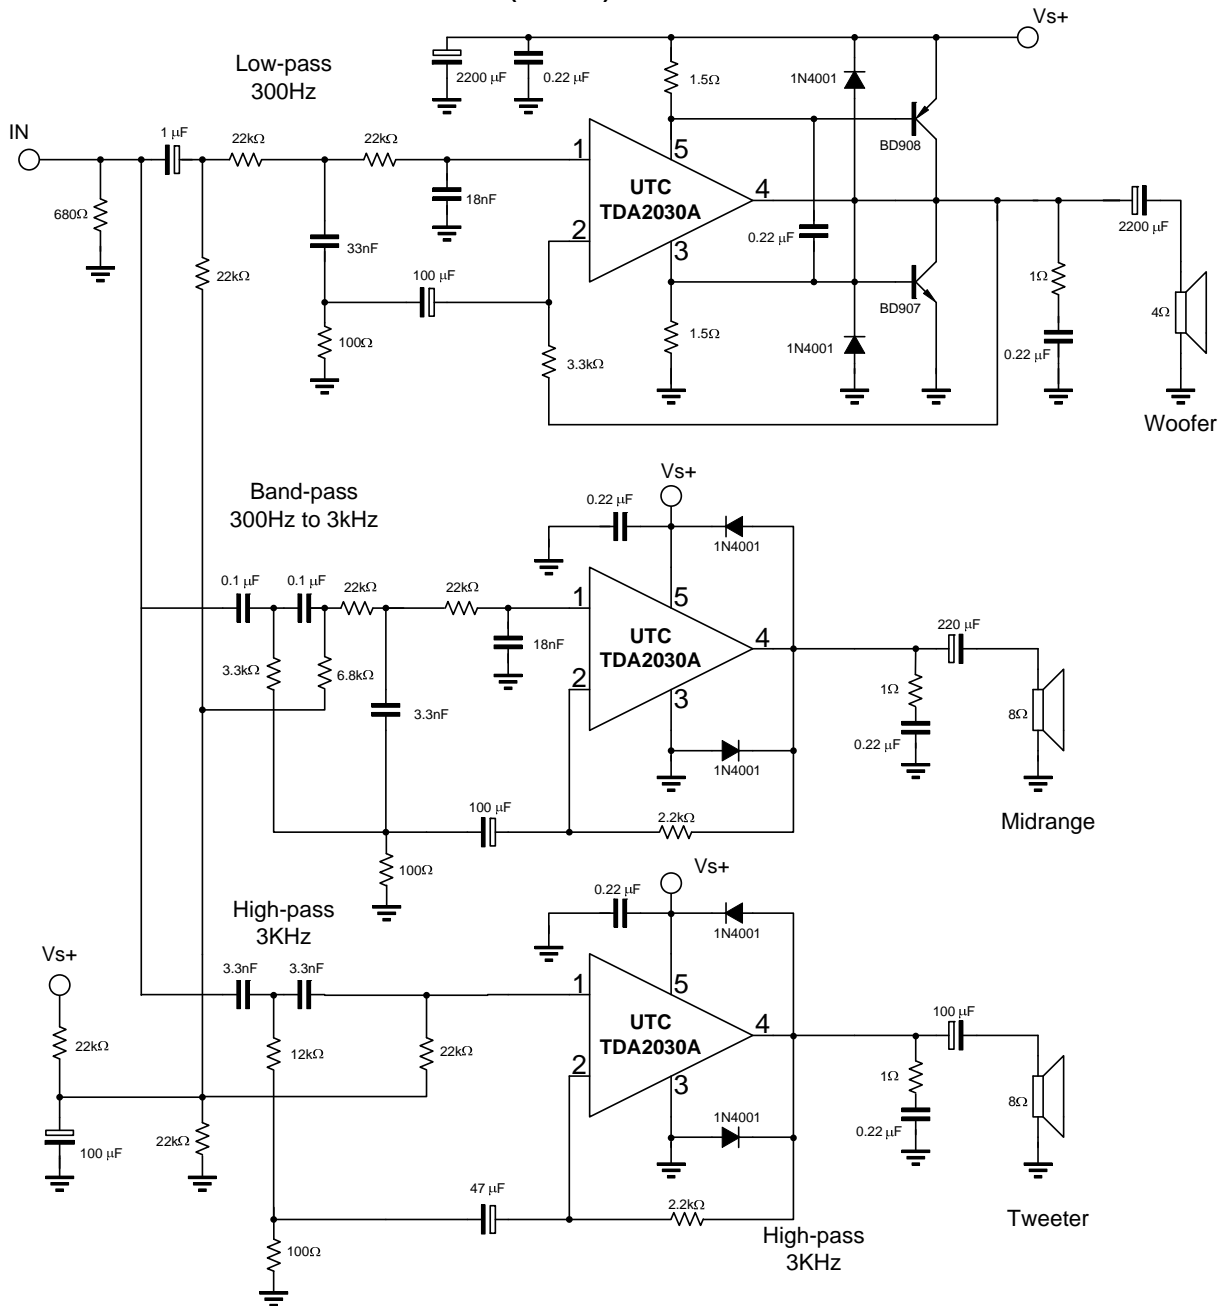 Vs+
Low-pass
300Hz
2200 µF
0.22 µF
1.5Ω
1N4001
BD908
IN
1 µF
22kΩ
22kΩ
1
5
UTC
TDA2030A
4
680Ω
18nF
2
3
0.22 µF
2200 µF
33nF
22kΩ
100 µF
BD907
1Ω
4Ω
100Ω
3.3kΩ
1.5Ω
1N4001
0.22 µF
Woofer
Vs+
Band-pass
300Hz to 3kHz
0.22 µF
1N4001
0.1 µF
0.1 µF
22kΩ
22kΩ
1
5
UTC
TDA2030A
4
220 µF
18nF
3.3kΩ
6.8kΩ
2
3
1Ω
8Ω
3.3nF
0.22 µF
1N4001
100 µF
2.2kΩ
Midrange
100Ω
Vs+
0.22 µF
High-pass
3KHz
1N4001
Vs+
3.3nF
3.3nF
1
5
UTC
TDA2030A
4
100 µF
22kΩ
12kΩ
22kΩ
2
3
1Ω
8Ω
1N4001
0.22 µF
100 µF
22kΩ
47 µF
2.2kΩ
Tweeter
High-pass
3KHz
100Ω